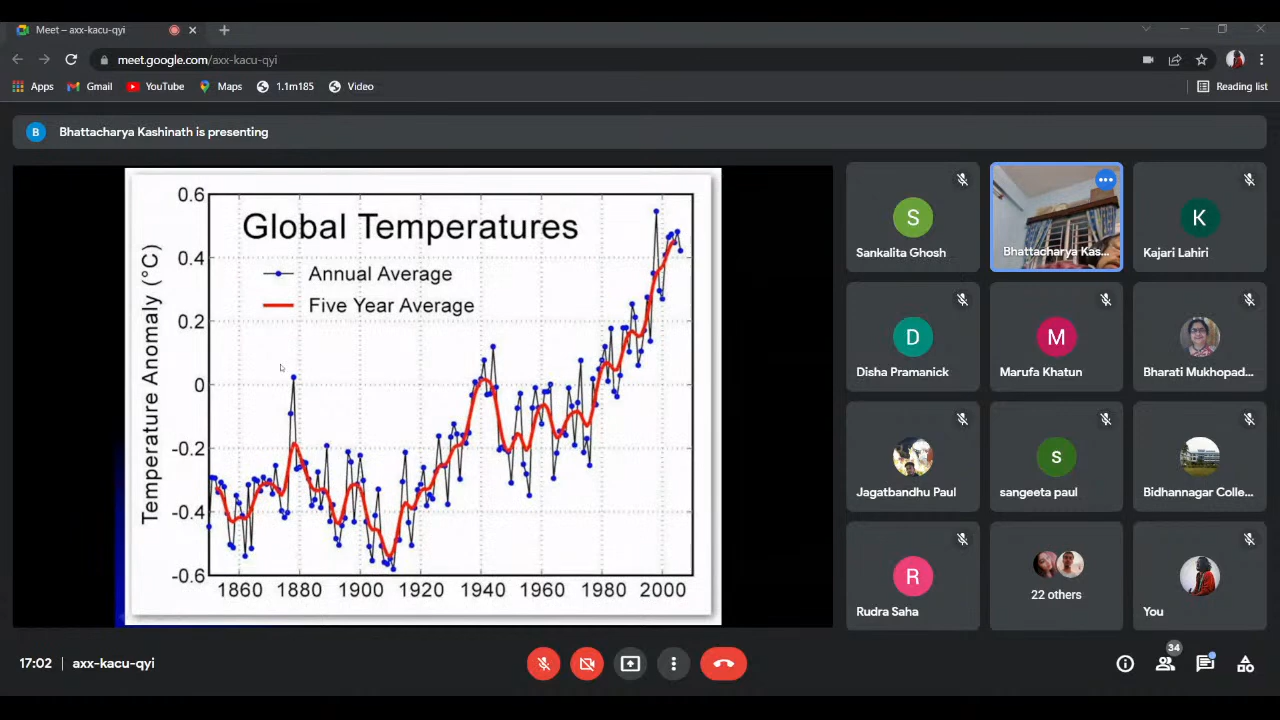 Meet – axx-kacu-qyi
meet.google.com/axx-kacu-qyi
Apps
Gmail
YouTube
Maps
1.1m185
Video
Reading list
B
Bhattacharya Kashinath is presenting
Global Temperatures
Annual Average
Five Year Average
Temperature Anomaly (°C)
0.6
0.4
0.2
0
-0.2
-0.4
-0.6
1860 1880 1900 1920 1940 1960 1980 2000
S
Sankalita Ghosh
Bhattacharya Kas...
K
Kajari Lahiri
D
Disha Pramanick
M
Marufa Khatun
Bharati Mukhopad...
Jagatbandhu Paul
s
sangeeta paul
Bidhannagar Colle...
R
Rudra Saha
22 others
You
17:02 | axx-kacu-qyi
34